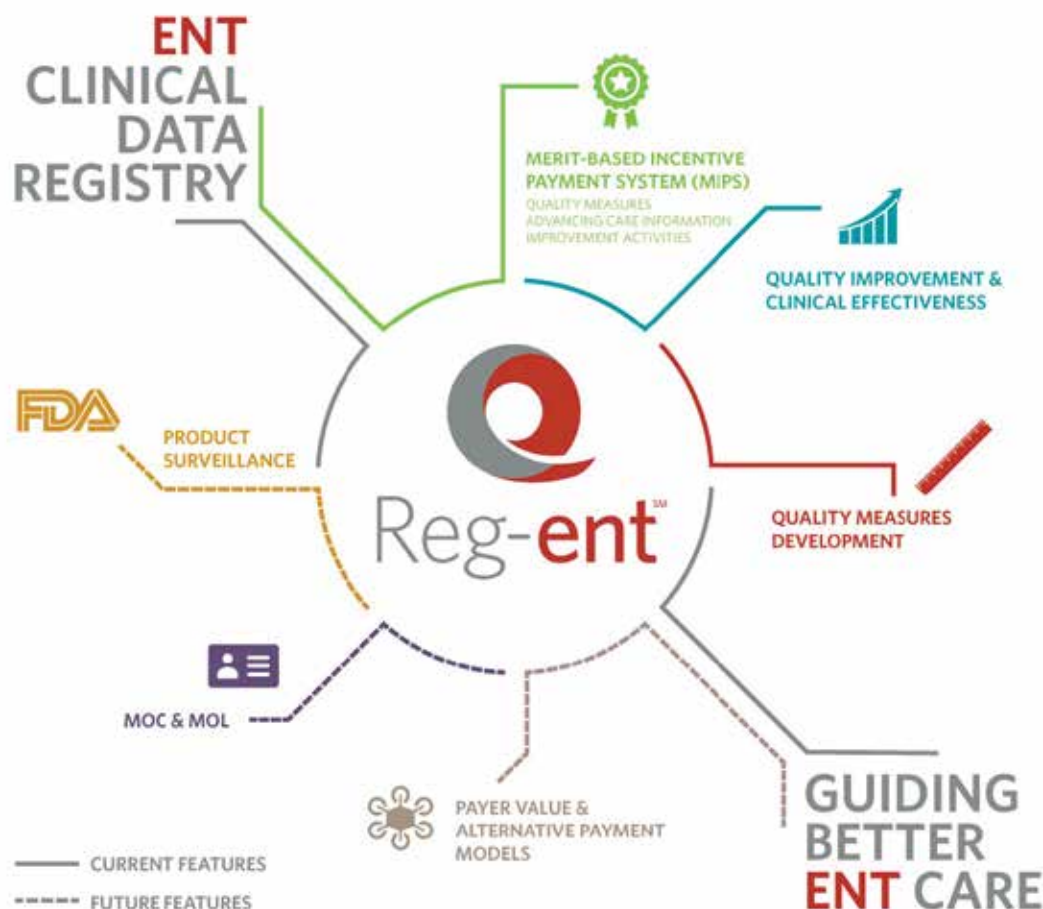 ENT
CLINICAL
DATA
REGISTRY
MERIT-BASED INCENTIVE
PAYMENT SYSTEM (MIPS)
QUALITY MEASURES
ADVANCING CARE INFORMATION
IMPROVEMENT ACTIVITIES
QUALITY IMPROVEMENT &
CLINICAL EFFECTIVENESS
FDA
PRODUCT
SURVEILLANCE
Reg-ent℠
QUALITY MEASURES
DEVELOPMENT
MOC & MOL
PAYER VALUE &
ALTERNATIVE PAYMENT
MODELS
GUIDING
BETTER
ENT CARE
CURRENT FEATURES
FUTURE FEATURES